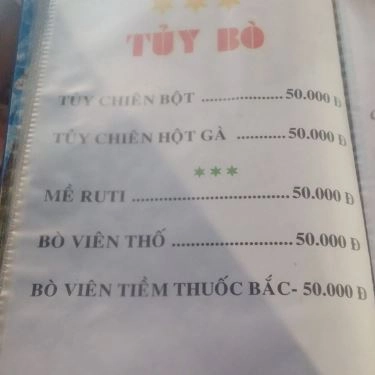 TỦY BÒ
TỦY CHIÊN BỘT .................. 50.000 Đ
TỦY CHIÊN HỘT GÀ ........... 50.000 Đ
MỀ RUTI ................................... 50.000 Đ
BÒ VIÊN THỐ .......................... 50.000 Đ
BÒ VIÊN TIỀM THUỐC BẮC- 50.000 Đ